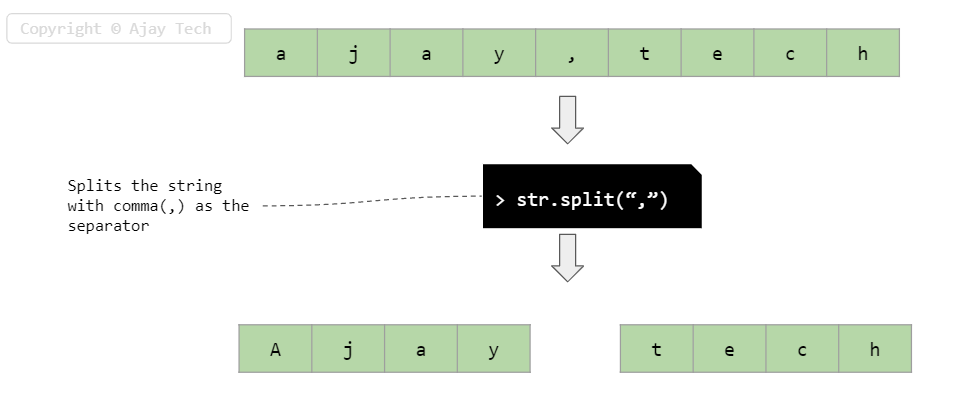 Copyright © Ajay Tech
a j a y , t e c h
Splits the string
with comma(,) as the
separator
> str.split(“,”)
A j a y t e c h